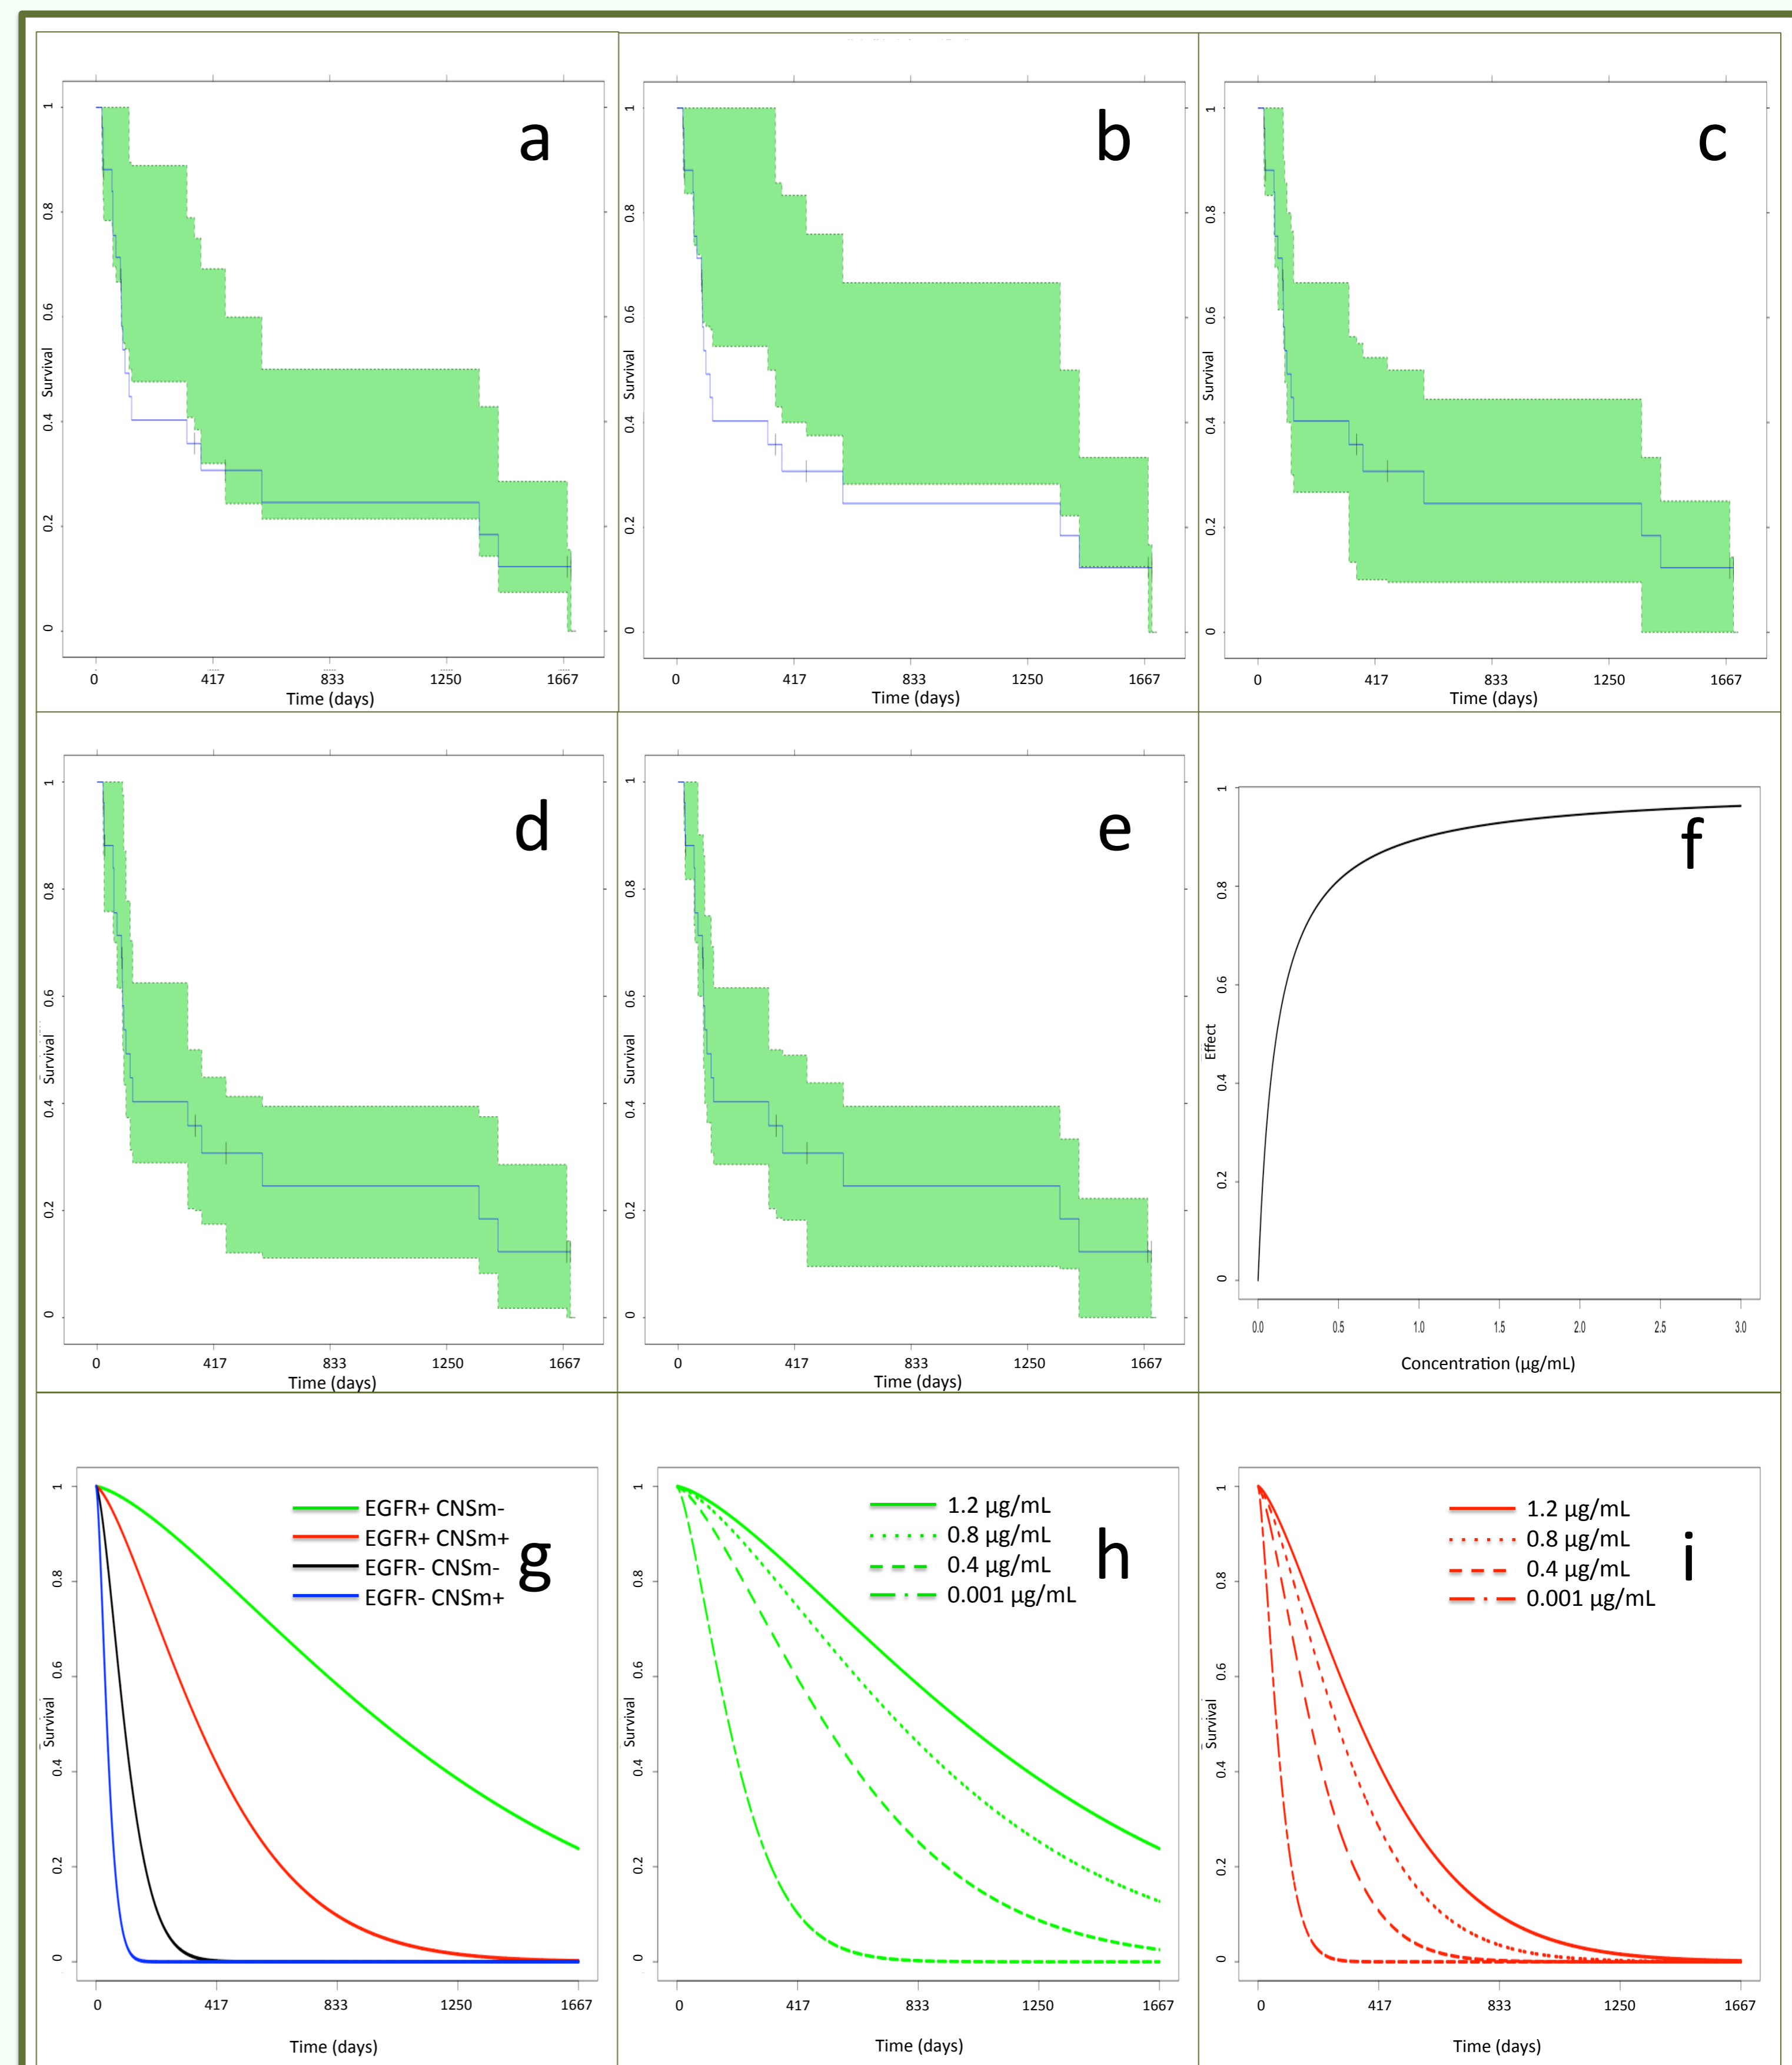 a
1
0.8
0.6
0.4
0.2
0
Survival
0 417 833 1250 1667
Time (days)
b
1
0.8
0.6
0.4
0.2
0
Survival
0 417 833 1250 1667
Time (days)
c
1
0.8
0.6
0.4
0.2
0
Survival
0 417 833 1250 1667
Time (days)
d
1
0.8
0.6
0.4
0.2
0
Survival
0 417 833 1250 1667
Time (days)
e
1
0.8
0.6
0.4
0.2
0
Survival
0 417 833 1250 1667
Time (days)
f
1
0.8
0.6
0.4
0.2
0
Effect
0.0 0.5 1.0 1.5 2.0 2.5 3.0
Concentration (µg/mL)
g
EGFR+ CNSm-
EGFR+ CNSm+
EGFR- CNSm-
EGFR- CNSm+
1
0.8
0.6
0.4
0.2
0
Survival
0 417 833 1250 1667
Time (days)
h
1.2 µg/mL
0.8 µg/mL
0.4 µg/mL
0.001 µg/mL
1
0.8
0.6
0.4
0.2
0
Survival
0 417 833 1250 1667
Time (days)
i
1.2 µg/mL
0.8 µg/mL
0.4 µg/mL
0.001 µg/mL
1
0.8
0.6
0.4
0.2
0
Survival
0 417 833 1250 1667
Time (days)